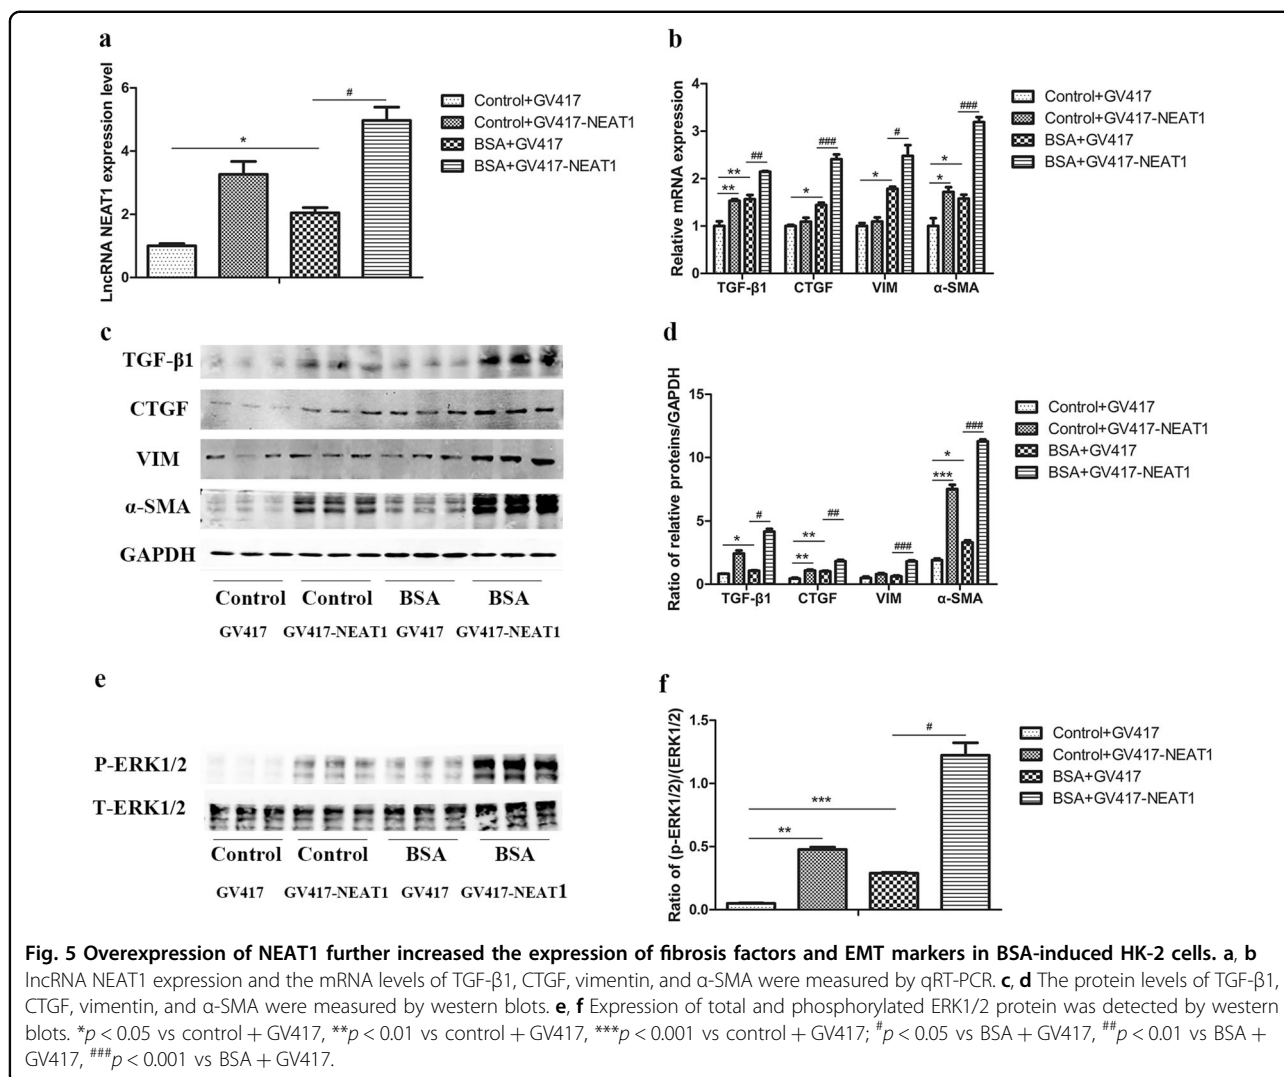 a
LncRNA NEAT1 expression level
6
4
2
0
*
#
Control+GV417
Control+GV417-NEAT1
BSA+GV417
BSA+GV417-NEAT1
b
Relative mRNA expression
4
3
2
1
0
** ** ##
* ###
* #
* * ###
TGF-β1 CTGF VIM α-SMA
Control+GV417
Control+GV417-NEAT1
BSA+GV417
BSA+GV417-NEAT1
c
TGF-β1
CTGF
VIM
α-SMA
GAPDH
Control Control BSA BSA
GV417 GV417-NEAT1 GV417 GV417-NEAT1
d
Ratio of relative proteins/GAPDH
15
10
5
0
* #
** ** ##
###
*** * ###
TGF-β1 CTGF VIM α-SMA
Control+GV417
Control+GV417-NEAT1
BSA+GV417
BSA+GV417-NEAT1
e
P-ERK1/2
T-ERK1/2
Control Control BSA BSA
GV417 GV417-NEAT1 GV417 GV417-NEAT1
f
Ratio of (p-ERK1/2)/(ERK1/2)
1.5
1.0
0.5
0.0
**
***
#
Control+GV417
Control+GV417-NEAT1
BSA+GV417
BSA+GV417-NEAT1
Fig. 5 Overexpression of NEAT1 further increased the expression of fibrosis factors and EMT markers in BSA-induced HK-2 cells. a, b
lncRNA NEAT1 expression and the mRNA levels of TGF-β1, CTGF, vimentin, and α-SMA were measured by qRT-PCR. c, d The protein levels of TGF-β1,
CTGF, vimentin, and α-SMA were measured by western blots. e, f Expression of total and phosphorylated ERK1/2 protein was detected by western
blots. *p < 0.05 vs control + GV417, **p < 0.01 vs control + GV417, ***p < 0.001 vs control + GV417; #p < 0.05 vs BSA + GV417, ##p < 0.01 vs BSA +
GV417, ###p < 0.001 vs BSA + GV417.